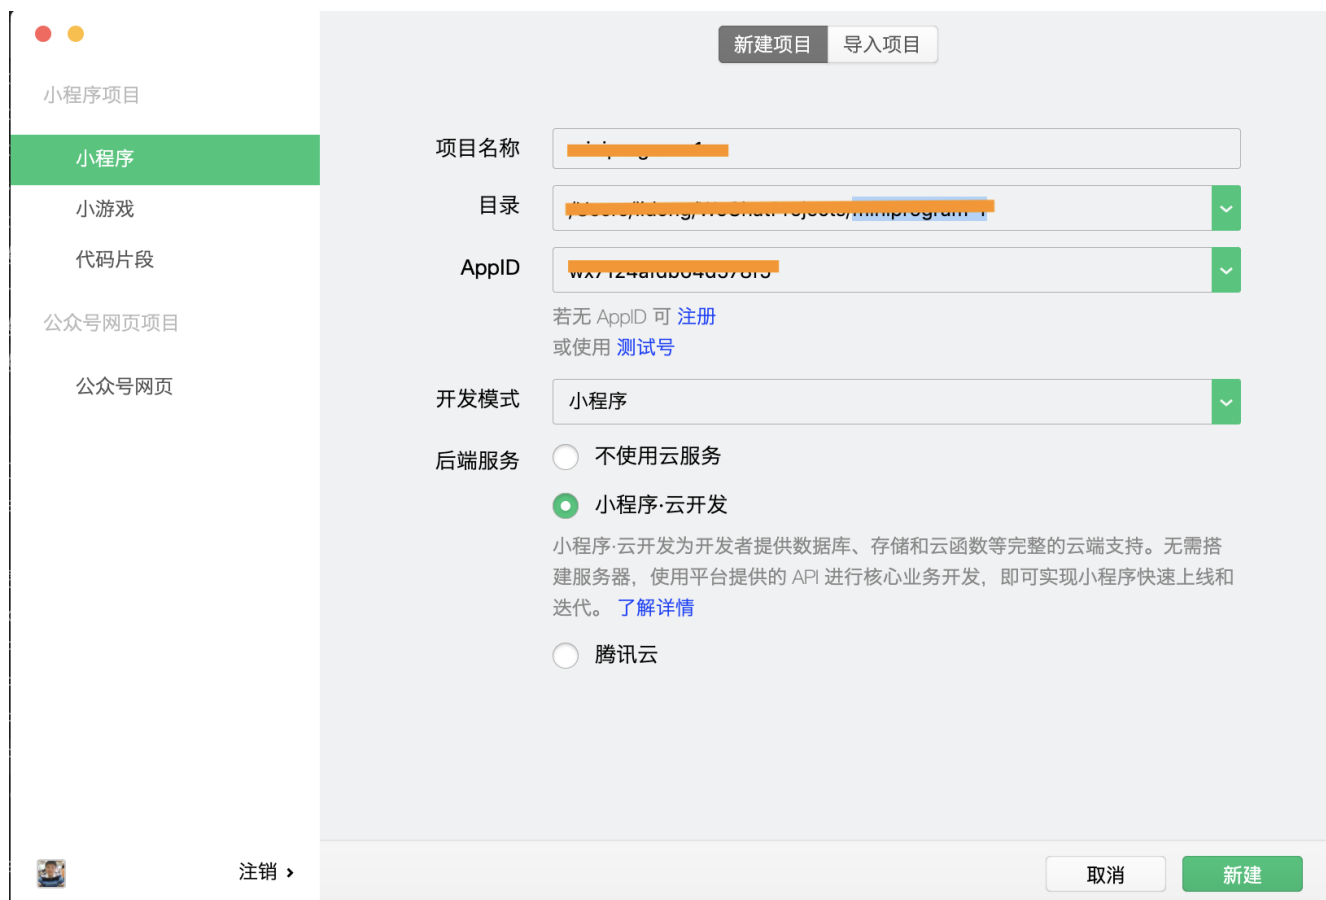 新建项目
导入项目
小程序项目
小程序
小游戏
代码片段
公众号网页项目
公众号网页
项目名称
目录
AppID
若无 AppID 可 注册
或使用 测试号
开发模式
小程序
后端服务
不使用云服务
小程序·云开发
小程序·云开发为开发者提供数据库、存储和云函数等完整的云端支持。无需搭
建服务器，使用平台提供的 API 进行核心业务开发，即可实现小程序快速上线和
迭代。 了解详情
腾讯云
注销
取消
新建